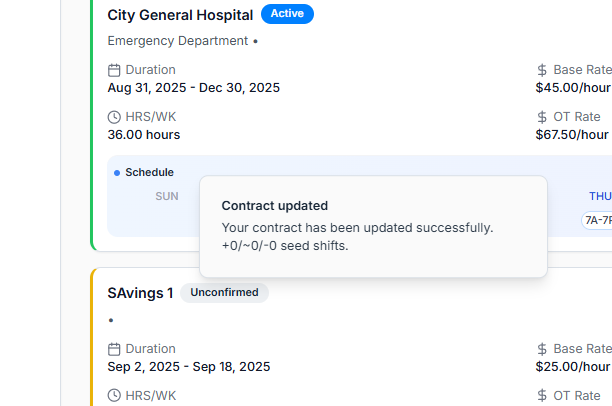 City General Hospital Active
Emergency Department •
Duration
Base Rate
Aug 31, 2025 - Dec 30, 2025
$45.00/hour
HRS/WK
OT Rate
36.00 hours
$67.50/hour
Schedule
SUN
THU
7A-7P
Contract updated
Your contract has been updated successfully.
+0/~0/-0 seed shifts.
SAvings 1 Unconfirmed
•
Duration
Base Rate
Sep 2, 2025 - Sep 18, 2025
$25.00/hour
HRS/WK
OT Rate